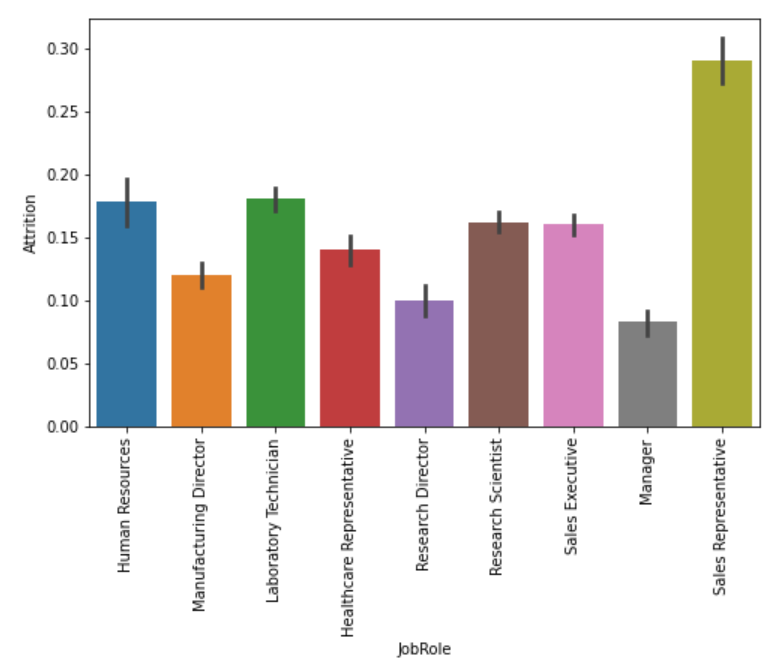 0.30
0.25
0.20
0.15
0.10
0.05
0.00
Attrition
Human Resources
Manufacturing Director
Laboratory Technician
Healthcare Representative
Research Director
Research Scientist
Sales Executive
Manager
Sales Representative
JobRole